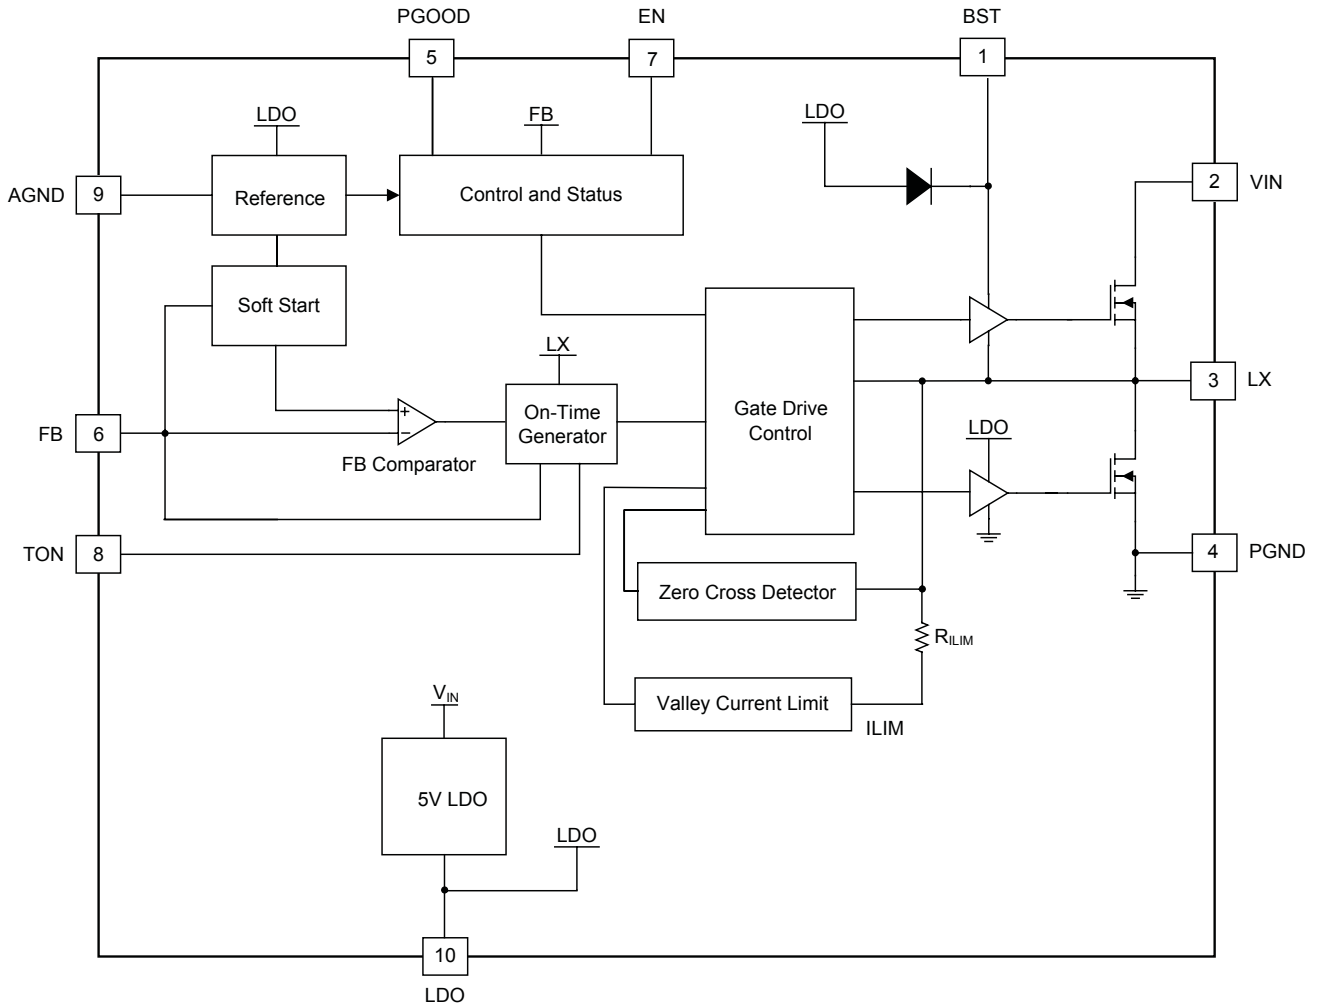 PGOOD
EN
BST
5
7
1
LDO
FB
LDO
AGND
9
Reference
Control and Status
2
VIN
Soft Start
LX
3
LX
FB
6
+
−
On-Time
Generator
Gate Drive
Control
LDO
FB Comparator
TON
8
4
PGND
Zero Cross Detector
RILIM
VIN
Valley Current Limit
ILIM
5V LDO
LDO
10
LDO